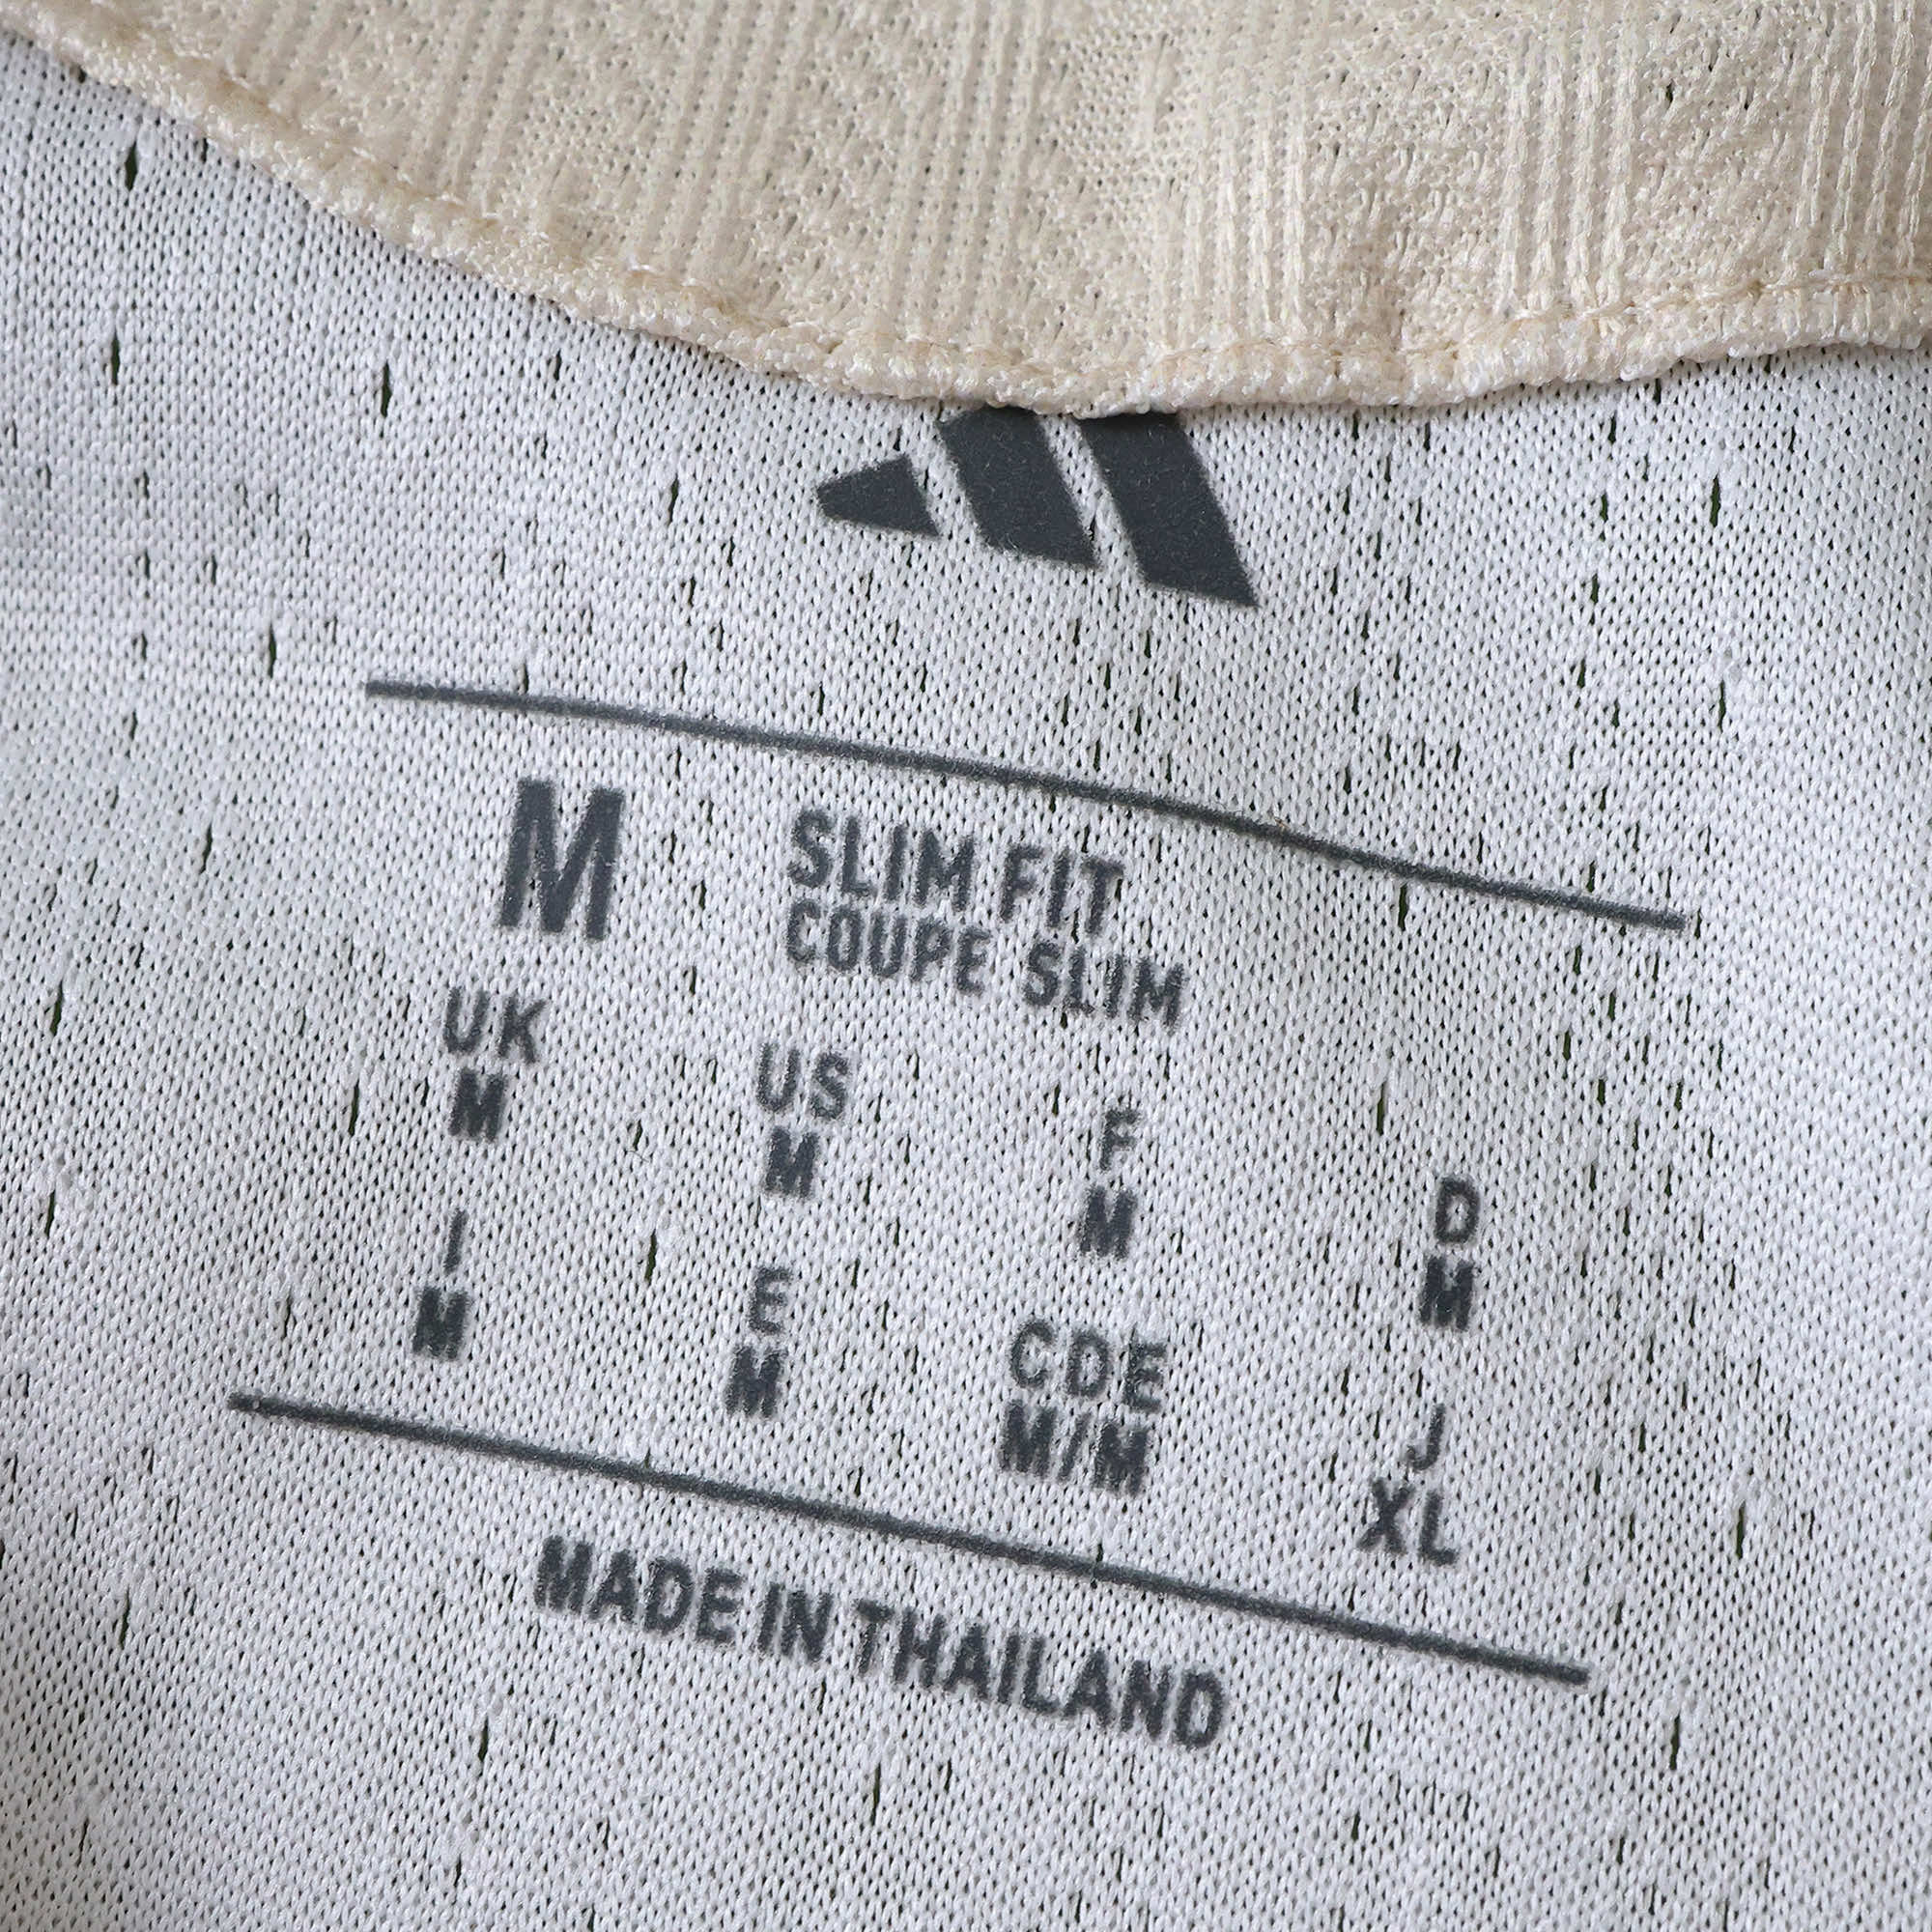 M
SLIM FIT
COUPE SLIM
UK US F D
M M M M
I E CDE J
M M M/M XL
MADE IN THAILAND